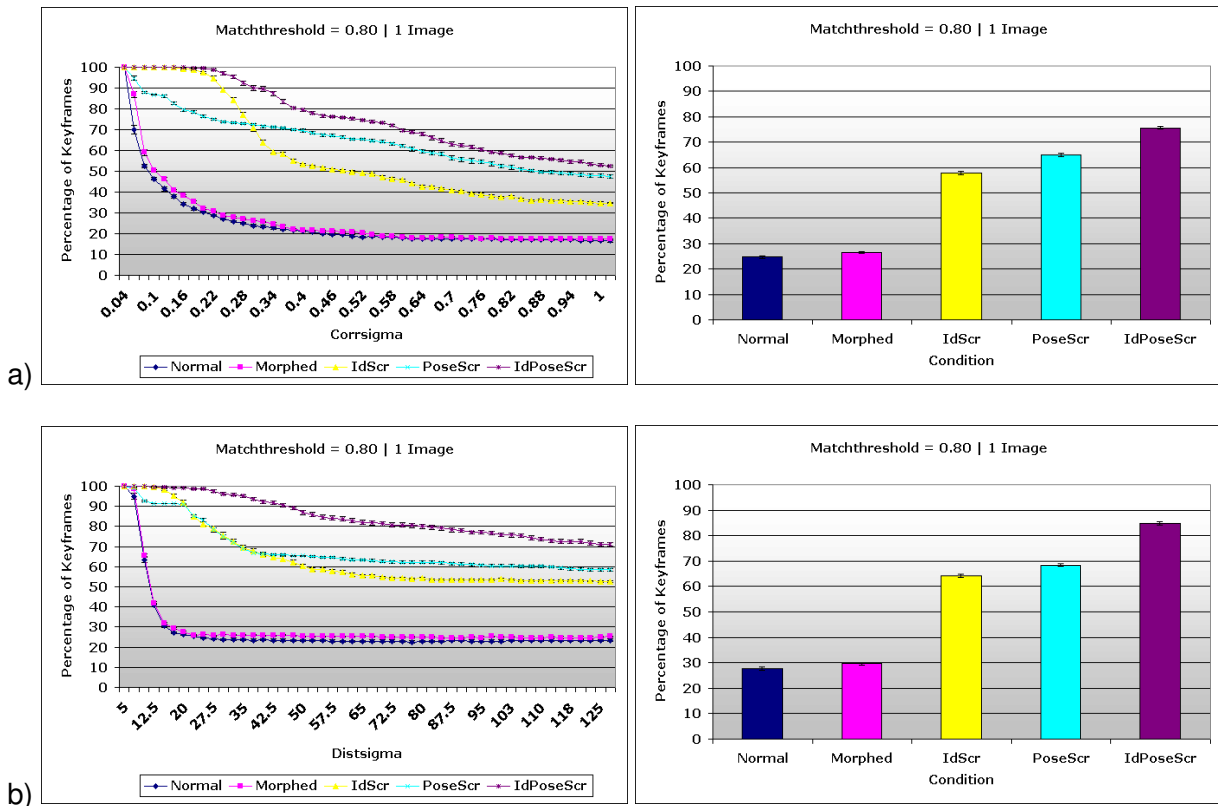 a)
Matchthreshold = 0.80 | 1 Image
Percentage of Keyframes
100
90
80
70
60
50
40
30
20
10
0
0.04 0.1 0.16 0.22 0.28 0.34 0.4 0.46 0.52 0.58 0.64 0.7 0.76 0.82 0.88 0.94 1
Corrsigma
Normal Morphed IdScr PoseScr IdPoseScr
Matchthreshold = 0.80 | 1 Image
Percentage of Keyframes
100
90
80
70
60
50
40
30
20
10
0
Normal Morphed IdScr PoseScr IdPoseScr
Condition
b)
Matchthreshold = 0.80 | 1 Image
Percentage of Keyframes
100
90
80
70
60
50
40
30
20
10
0
5 12.5 20 27.5 35 42.5 50 57.5 65 72.5 80 87.5 95 103 110 118 125
Distsigma
Normal Morphed IdScr PoseScr IdPoseScr
Matchthreshold = 0.80 | 1 Image
Percentage of Keyframes
100
90
80
70
60
50
40
30
20
10
0
Normal Morphed IdScr PoseScr IdPoseScr
Condition